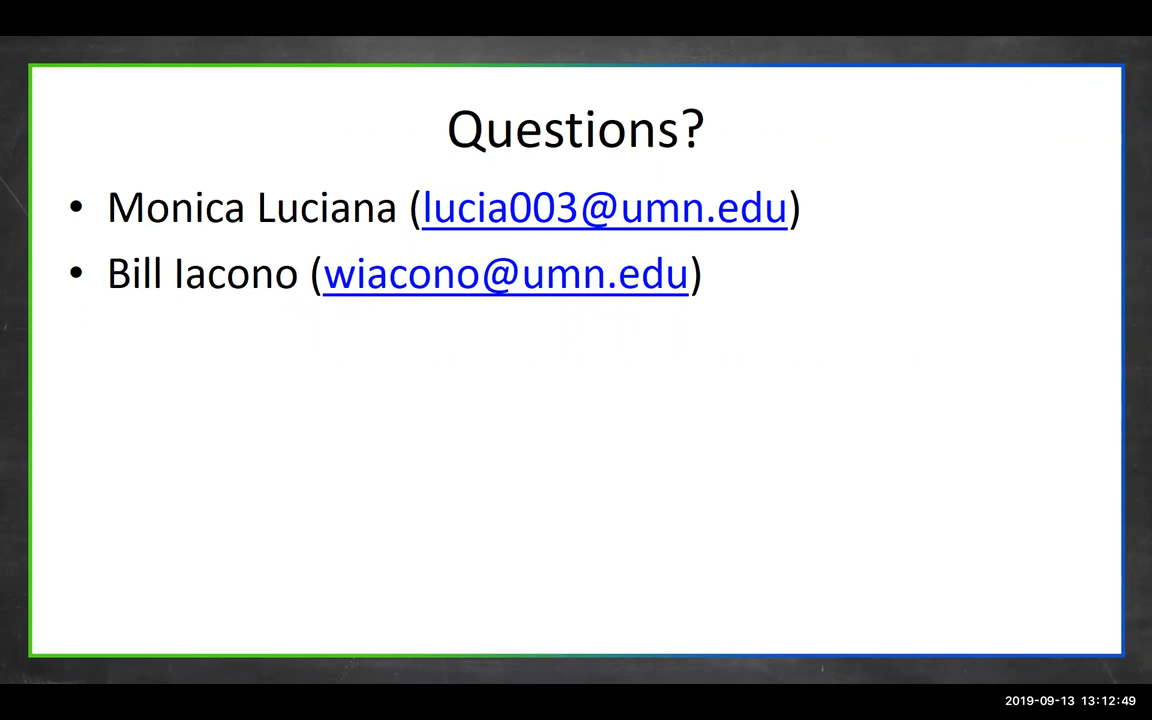 Questions?
• Monica Luciana (lucia003@umn.edu)
• Bill Iacono (wiacono@umn.edu)
2019-09-13 13:12:49